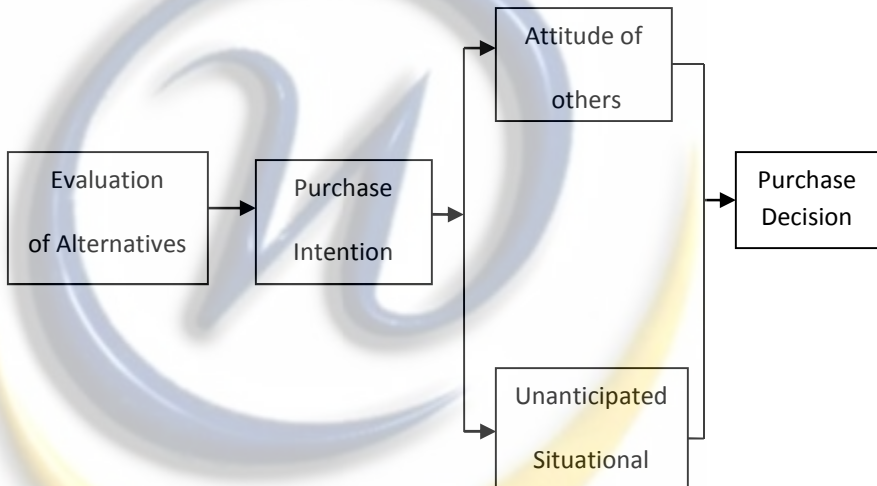 Attitude of
others
Evaluation
of Alternatives
Purchase
Intention
Purchase
Decision
Unanticipated
Situational